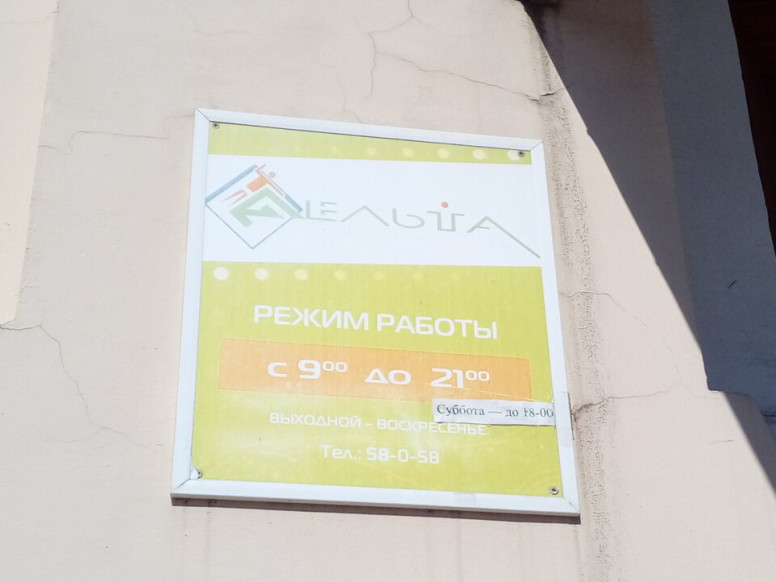 ДЕЛЬТА
РЕЖИМ РАБОТЫ
с 9⁰⁰ до 21⁰⁰
Суббота — до 18-00
ВЫХОДНОЙ - ВОСКРЕСЕНЬЕ
Тел.: 58-0-58